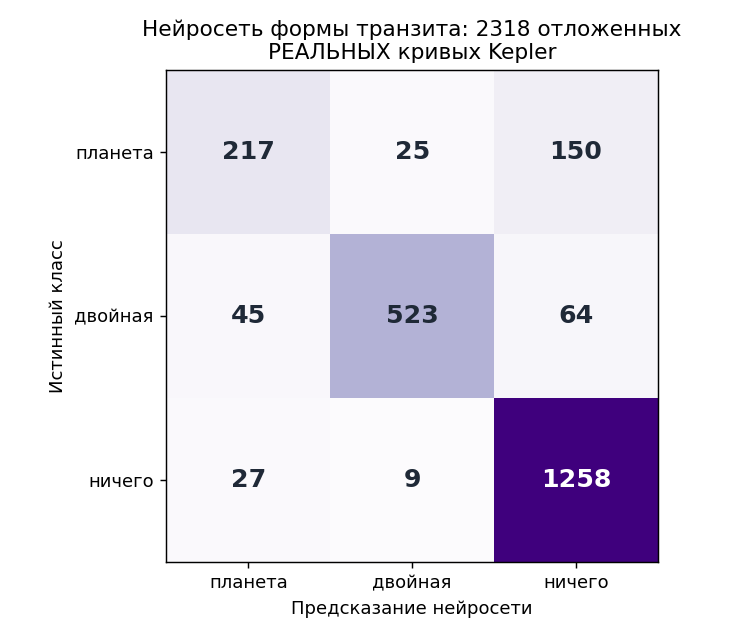 Нейросеть формы транзита: 2318 отложенных
РЕАЛЬНЫХ кривых Kepler
Истинный класс
планета 217 25 150
двойная 45 523 64
ничего 27 9 1258
планета двойная ничего
Предсказание нейросети